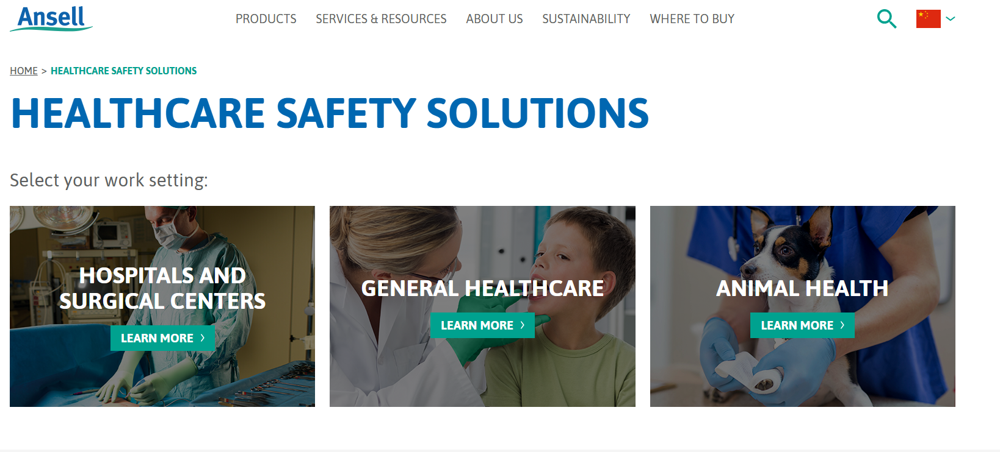 Ansell
PRODUCTS SERVICES & RESOURCES ABOUT US SUSTAINABILITY WHERE TO BUY
HOME > HEALTHCARE SAFETY SOLUTIONS
HEALTHCARE SAFETY SOLUTIONS
Select your work setting:
HOSPITALS AND
SURGICAL CENTERS
LEARN MORE >
GENERAL HEALTHCARE
LEARN MORE >
ANIMAL HEALTH
LEARN MORE >